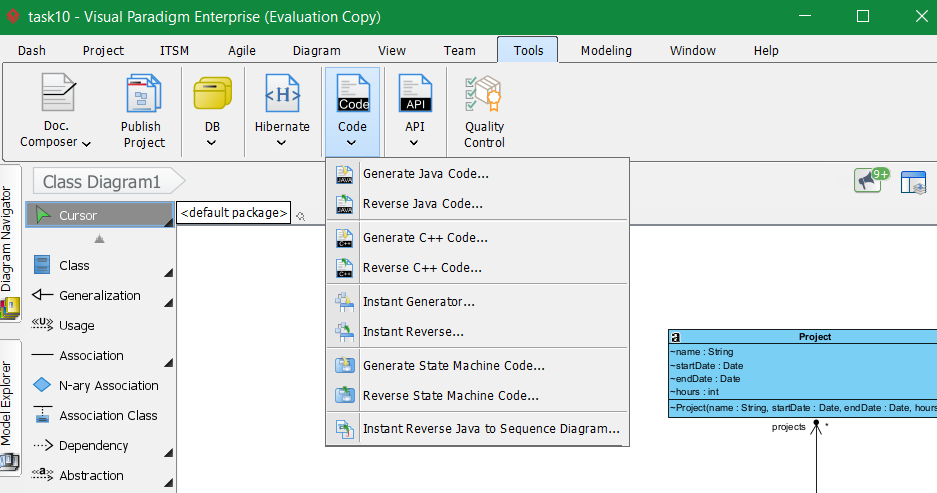 task10 - Visual Paradigm Enterprise (Evaluation Copy)
Dash Project ITSM Agile Diagram View Team Tools Modeling Window Help
Doc.
Composer
Publish
Project
DB
<H>
Hibernate
Code
Code
API
API
Quality
Control
Class Diagram1
9+
Diagram Navigator
Model Explorer
Cursor
<default package>
Class
Generalization
«U»
Usage
Association
N-ary Association
Association Class
Dependency
«a»
Abstraction
JAVA
Generate Java Code...
JAVA
Reverse Java Code...
C++
Generate C++ Code...
C++
Reverse C++ Code...
Instant Generator...
Instant Reverse...
Generate State Machine Code...
Reverse State Machine Code...
Instant Reverse Java to Sequence Diagram...
a Project
~name : String
~startDate : Date
~endDate : Date
~hours : int
~Project(name : String, startDate : Date, endDate : Date, hours
projects *